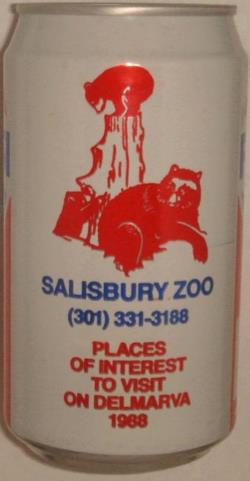 SALISBURY ZOO
(301) 331-3188
PLACES
OF INTEREST
TO VISIT
ON DELMARVA
1988